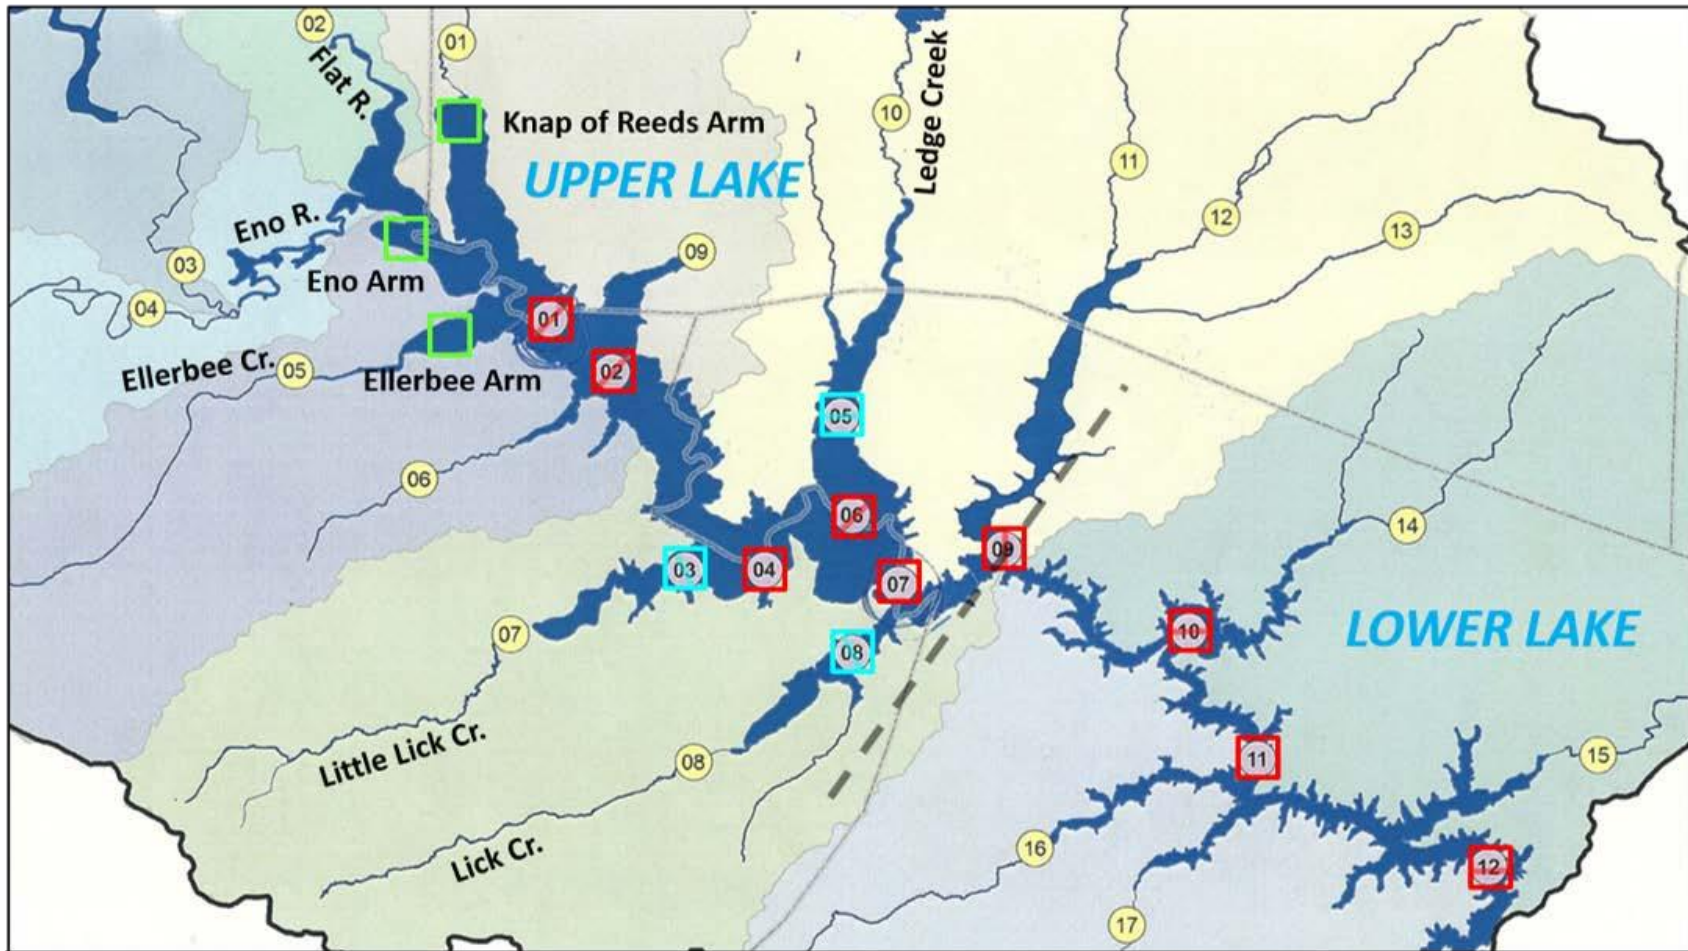 02
01
Flat R.
Knap of Reeds Arm
10
Ledge Creek
UPPER LAKE
11
Eno R.
12
13
03
Eno Arm
09
04
01
Ellerbee Cr.
05
Ellerbee Arm
02
05
06
06
14
03
04
07
09
07
08
10
LOWER LAKE
Little Lick Cr.
08
11
15
Lick Cr.
16
12
17